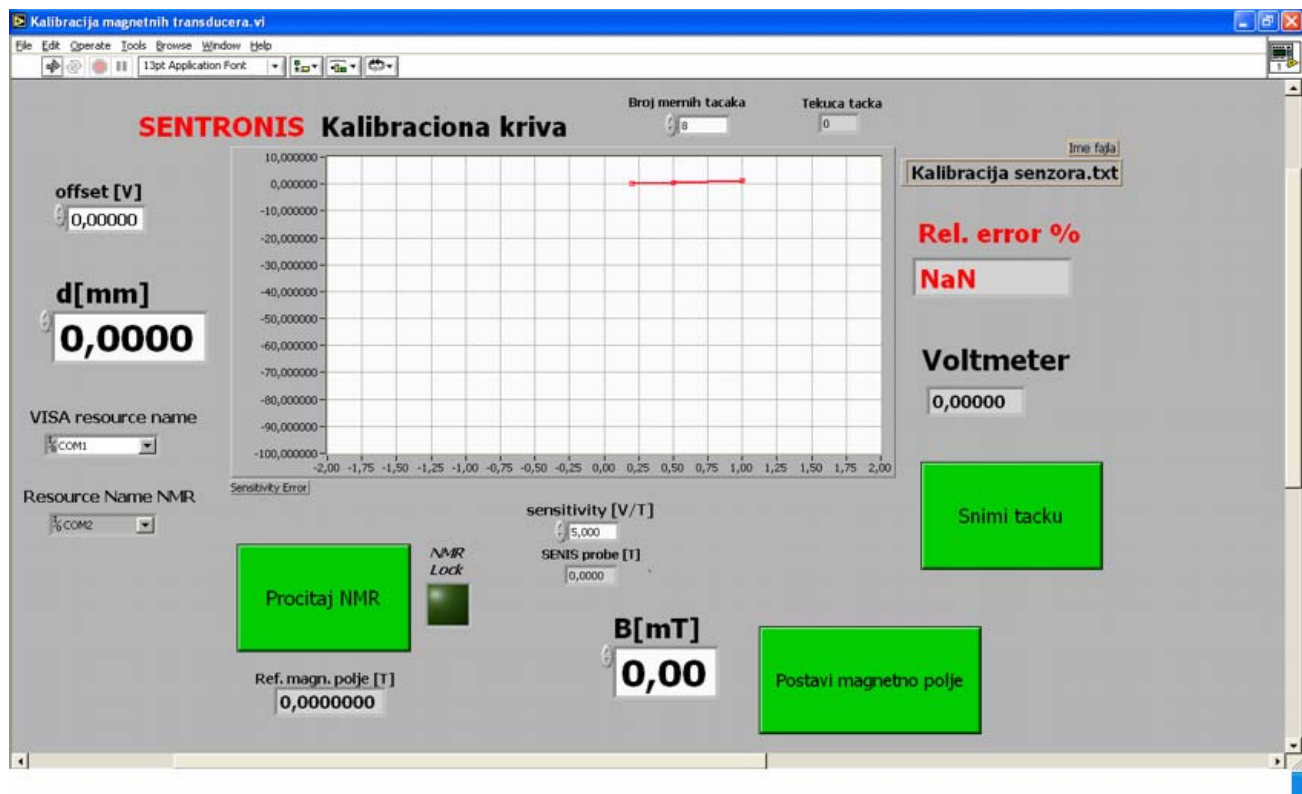 Kalibracija magnetnih transducera.vi
File Edit Operate Tools Browse Window Help
13pt Application Font
1
Broj mernih tacaka
8
Tekuca tacka
0
SENTRONIS Kalibraciona kriva
Ime fajla
Kalibracija senzora.txt
offset [V]
0,00000
d[mm]
0,0000
VISA resource name
COM1
Resource Name NMR
COM2
10,000000
0,000000
-10,000000
-20,000000
-30,000000
-40,000000
-50,000000
-60,000000
-70,000000
-80,000000
-90,000000
-100,000000
-2,00 -1,75 -1,50 -1,25 -1,00 -0,75 -0,50 -0,25 0,00 0,25 0,50 0,75 1,00 1,25 1,50 1,75 2,00
Sensitivity Error
Rel. error %
NaN
Voltmeter
0,00000
Snimi tacku
sensitivity [V/T]
5,000
SENIS probe [T]
0,0000
Procitaj NMR
NMR
Lock
Ref. magn. polje [T]
0,0000000
B[mT]
0,00
Postavi magnetno polje